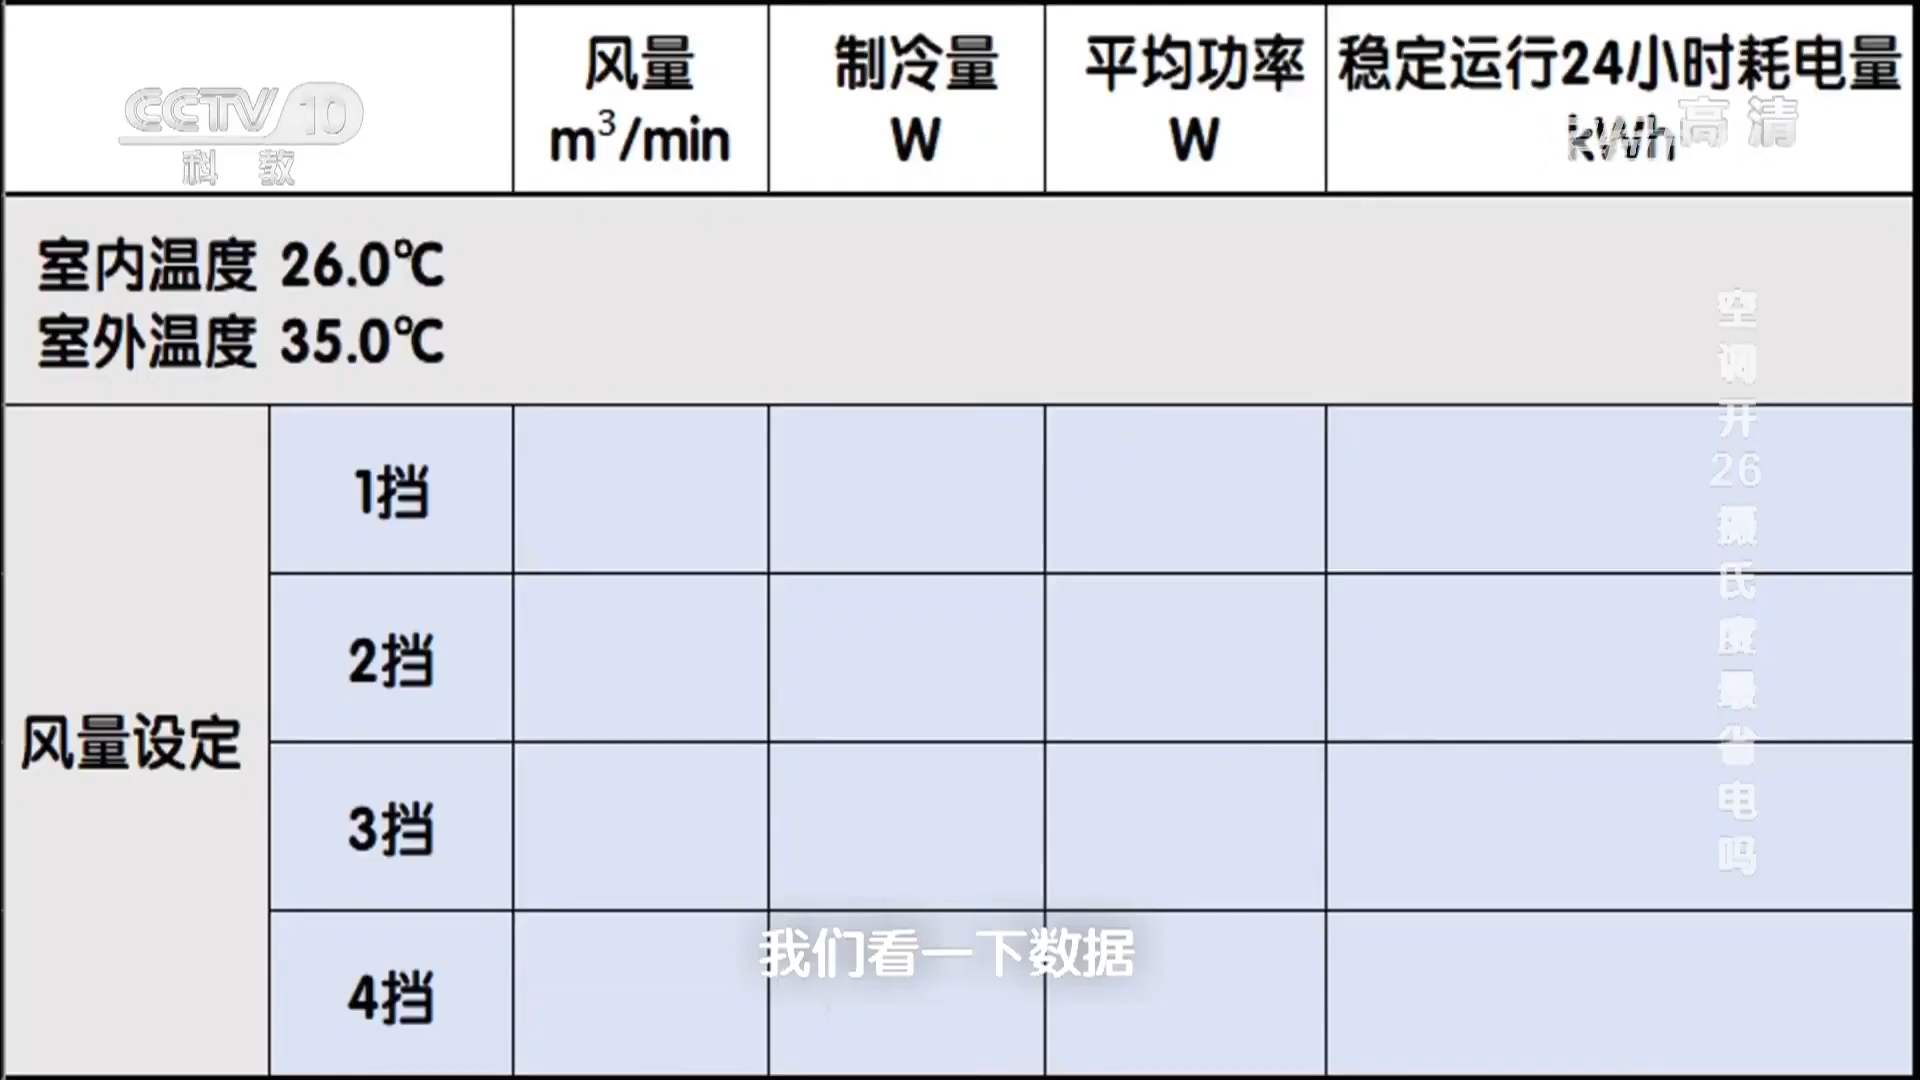 风量
m³/min
制冷量
W
平均功率
W
稳定运行24小时耗电量
kWh
CCTV 10
科 教
高清
室内温度 26.0℃
室外温度 35.0℃
风量设定
1挡
2挡
3挡
4挡
空调开26摄氏度最省电吗
我们看一下数据